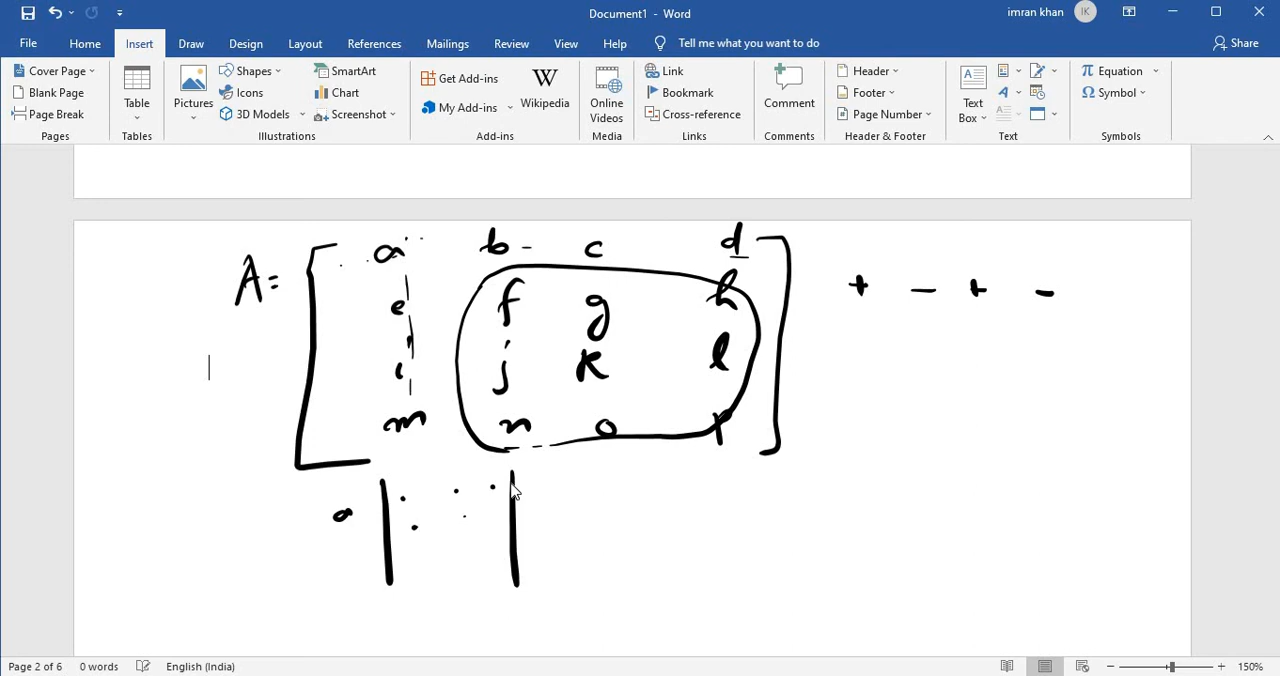 Document1 - Word
imran khan IK
File Home Insert Draw Design Layout References Mailings Review View Help Tell me what you want to do Share
Cover Page
Blank Page
Page Break
Pages
Table
Tables
Pictures
Shapes
Icons
3D Models
SmartArt
Chart
Screenshot
Illustrations
Get Add-ins
My Add-ins
Wikipedia
Add-ins
Online Videos
Media
Link
Bookmark
Cross-reference
Links
Comment
Comments
Header
Footer
Page Number
Header & Footer
Text Box
Text
Equation
Symbol
Symbols
a b - c d
A = e f g h + - + -
i j k l
m n o p
a
Page 2 of 6 0 words English (India) 150%